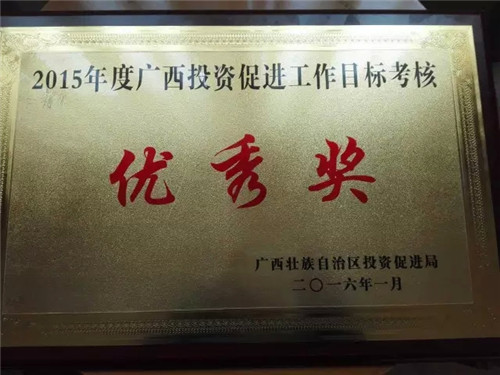 2015年度广西投资促进工作目标考核
优秀奖
广西壮族自治区投资促进局
二〇一六年一月